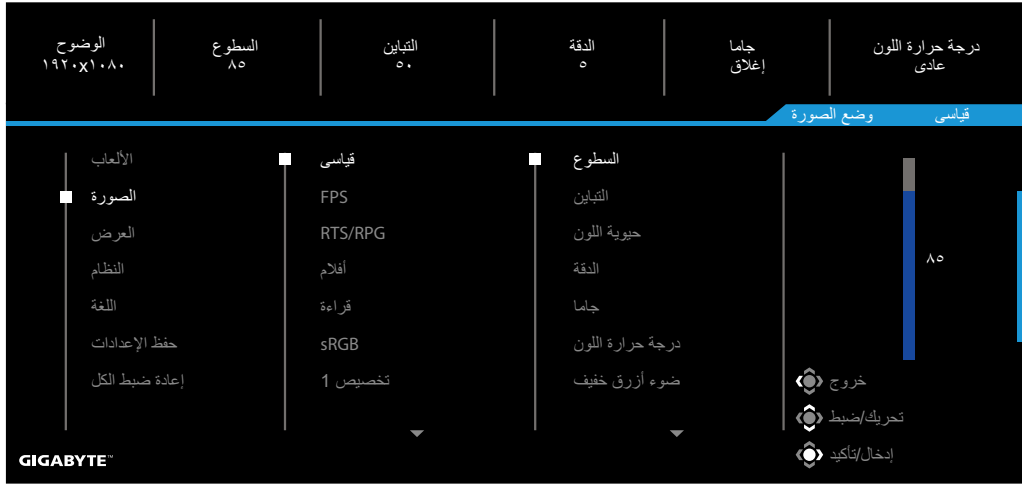 الوضوح
١٩٢٠x١٠٨٠
السطوع
٨٥
التباين
٥٠
الدقة
٥
جاما
إغلاق
درجة حرارة اللون
عادى
وضع الصورة
قياسى
الألعاب
الصورة
العرض
النظام
اللغة
حفظ الإعدادات
إعادة ضبط الكل
قياسى
FPS
RTS/RPG
أفلام
قراءة
sRGB
تخصيص 1
السطوع
التباين
حيوية اللون
الدقة
جاما
درجة حرارة اللون
ضوء أزرق خفيف
٨٥
خروج
تحريك/ضبط
إدخال/تأكيد
GIGABYTE™